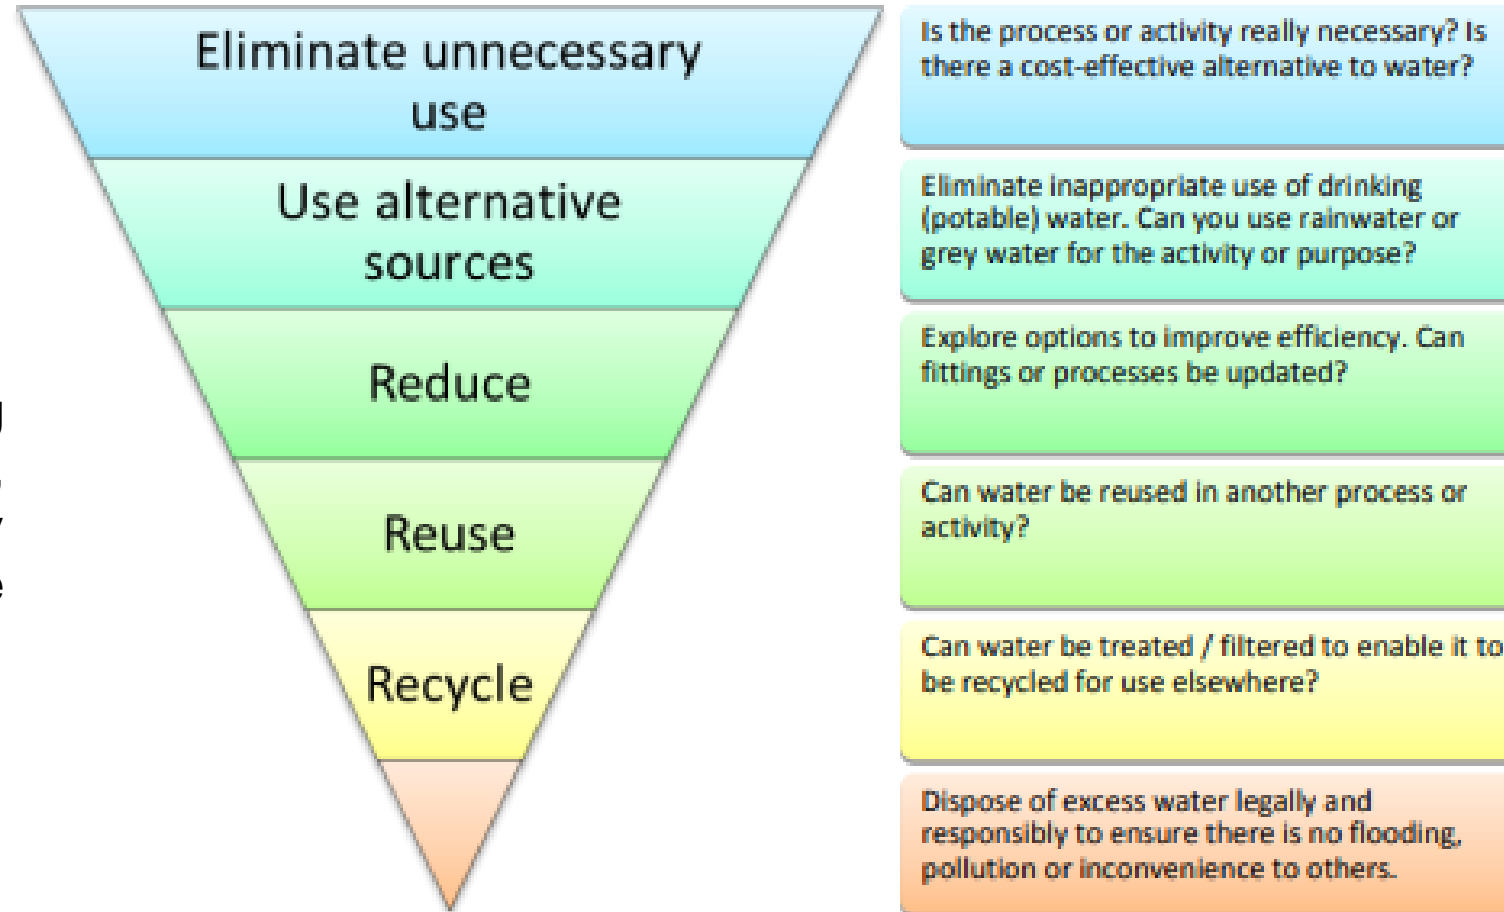 Eliminate unnecessary
use
Is the process or activity really necessary? Is
there a cost-effective alternative to water?
Use alternative
sources
Eliminate inappropriate use of drinking
(potable) water. Can you use rainwater or
grey water for the activity or purpose?
Reduce
Explore options to improve efficiency. Can
fittings or processes be updated?
Reuse
Can water be reused in another process or
activity?
Recycle
Can water be treated / filtered to enable it to
be recycled for use elsewhere?
Dispose of excess water legally and
responsibly to ensure there is no flooding,
pollution or inconvenience to others.